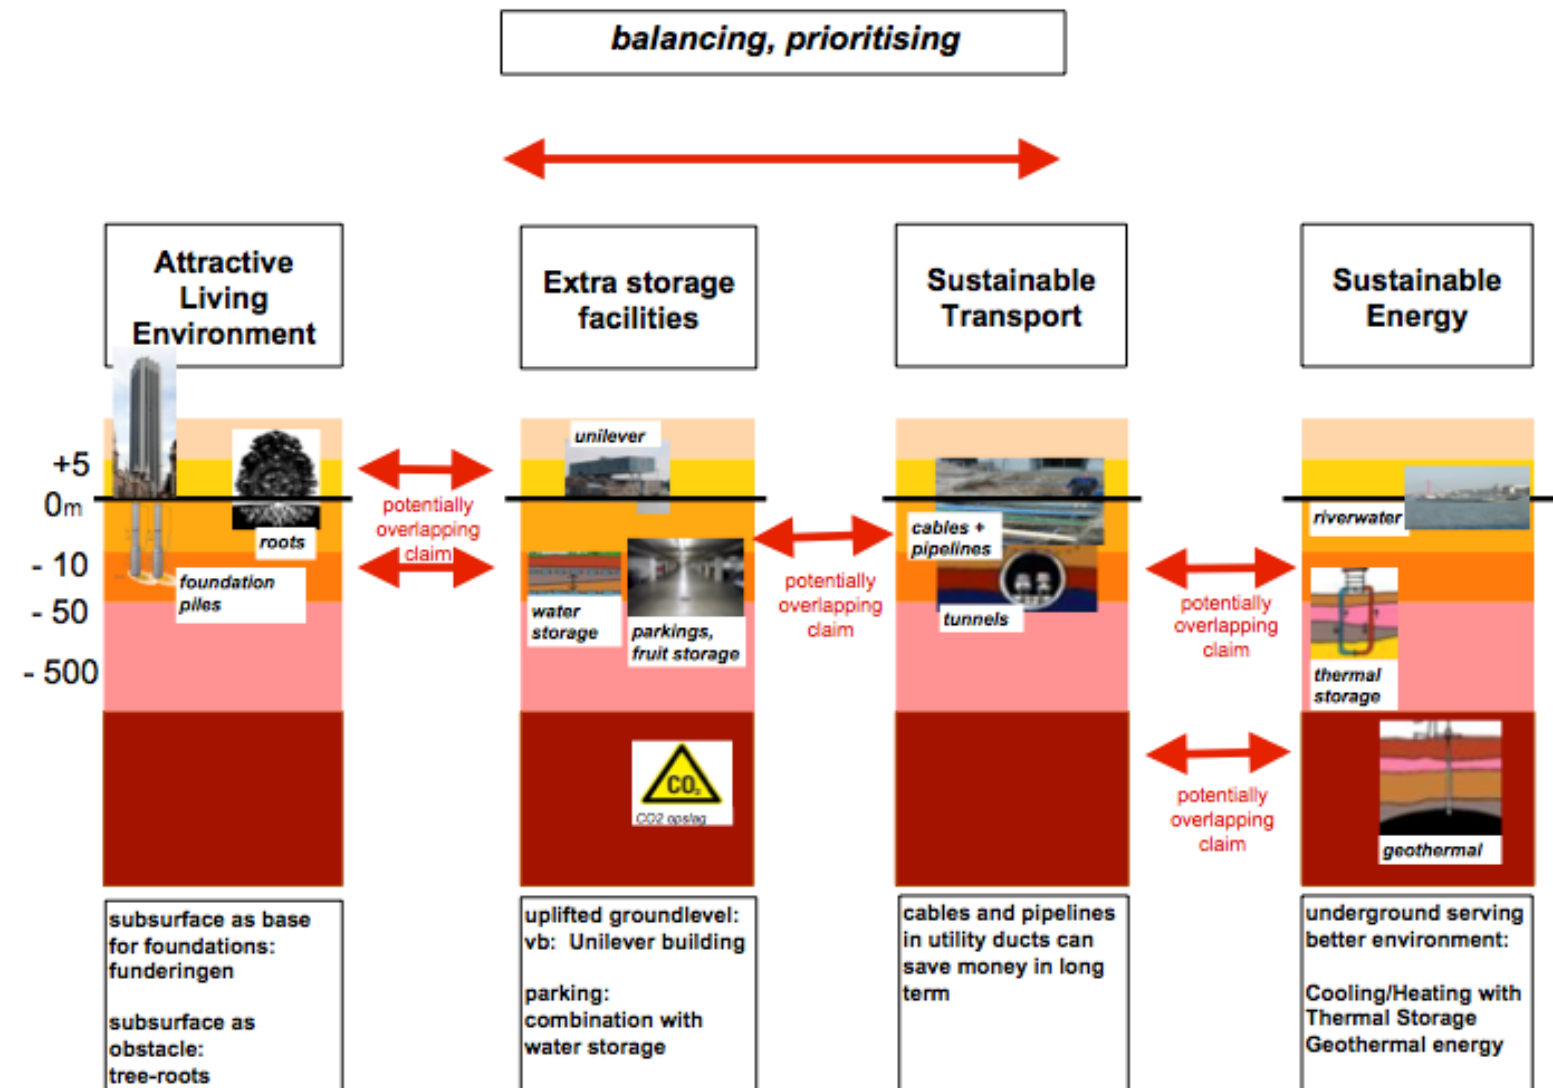 balancing, prioritising
Attractive
Living
Environment
Extra storage
facilities
Sustainable
Transport
Sustainable
Energy
+5
0m
- 10
- 50
- 500
roots
foundation
piles
potentially
overlapping
claim
unilever
water
storage
parkings,
fruit storage
CO2
CO2 opslag
potentially
overlapping
claim
cables +
pipelines
tunnels
potentially
overlapping
claim
potentially
overlapping
claim
riverwater
thermal
storage
geothermal
subsurface as base
for foundations:
funderingen
subsurface as
obstacle:
tree-roots
uplifted groundlevel:
vb: Unilever building
parking:
combination with
water storage
cables and pipelines
in utility ducts can
save money in long
term
underground serving
better environment:
Cooling/Heating with
Thermal Storage
Geothermal energy